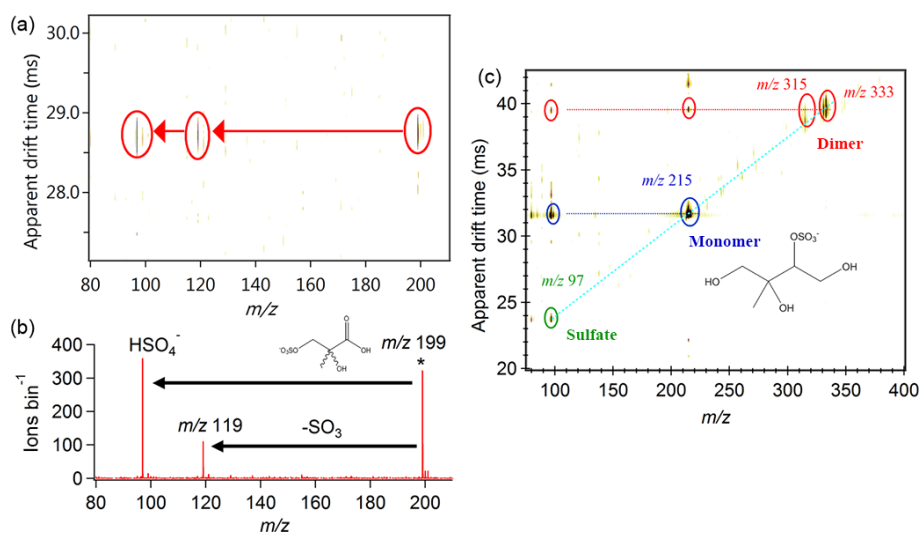 (a)
30.0
29.0
28.0
Apparent drift time (ms)
80 100 120 140 160 180 200
m/z
(b)
HSO4-
-O3SO
O
OH
OH
m/z 199
*
m/z 119
-SO3
400
300
200
100
0
Ions bin-1
80 100 120 140 160 180 200
m/z
(c)
m/z 315
m/z 333
Dimer
m/z 215
Monomer
OSO3-
HO
OH
OH
m/z 97
Sulfate
40
35
30
25
20
Apparent drift time (ms)
100 150 200 250 300 350 400
m/z